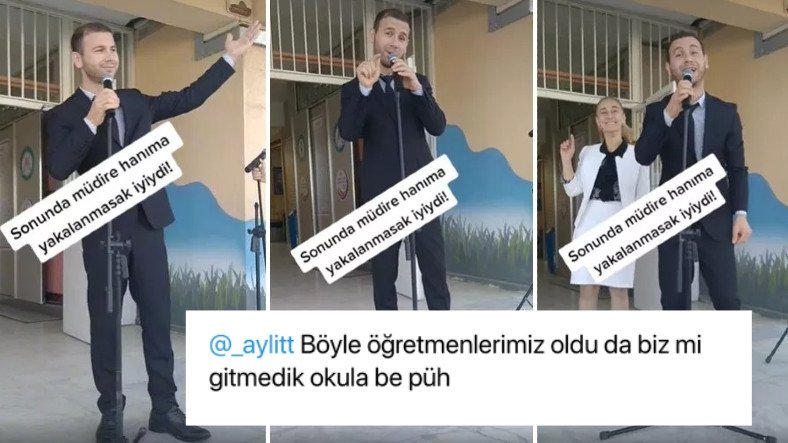 Sonunda müdire hanıma
yakalanmasak iyiydi!
Sonunda müdire hanıma
yakalanmasak iyiydi!
Sonunda müdire hanıma
yakalanmasak iyiydi!
@_aylitt Böyle öğretmenlerimiz oldu da biz mi
gitmedik okula be püh